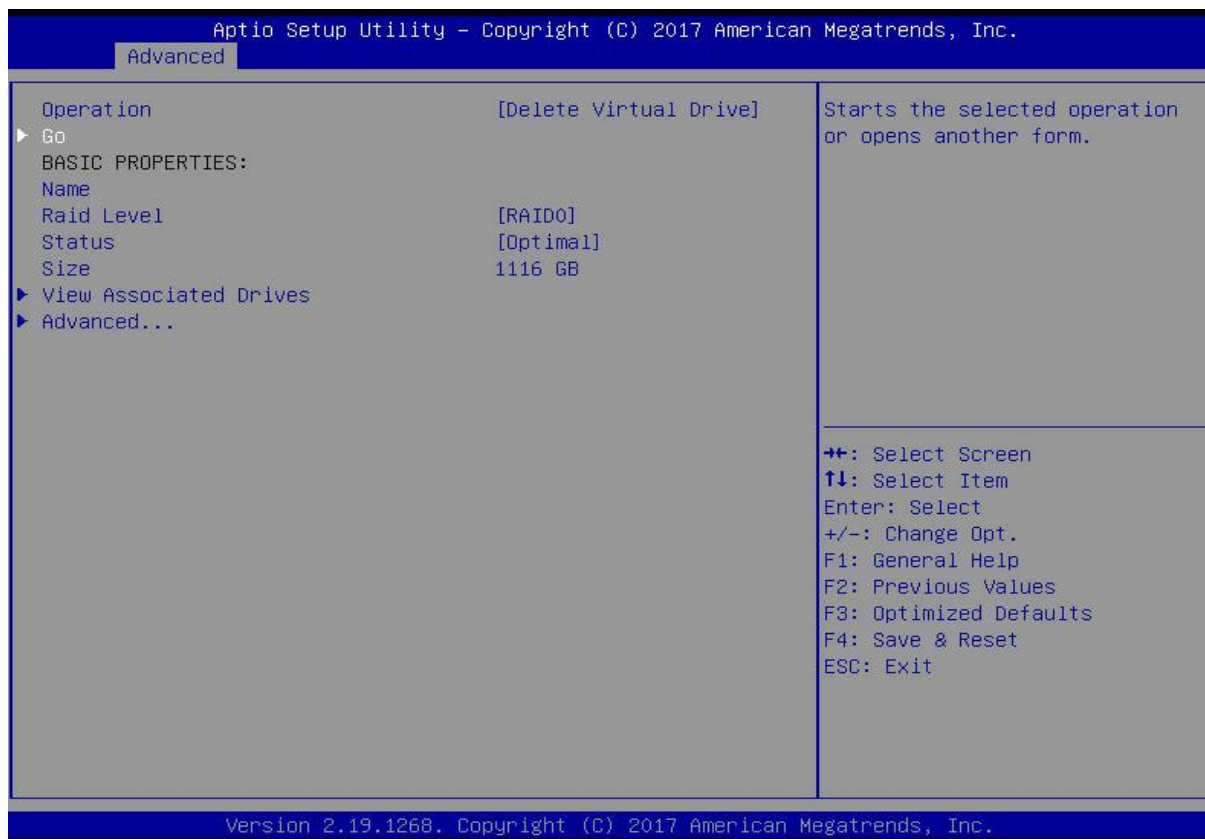 Aptio Setup Utility – Copyright (C) 2017 American Megatrends, Inc.
Advanced
Operation [Delete Virtual Drive]
▶ Go
BASIC PROPERTIES:
Name
Raid Level [RAID0]
Status [Optimal]
Size 1116 GB
▶ View Associated Drives
▶ Advanced...
Starts the selected operation
or opens another form.
→←: Select Screen
↑↓: Select Item
Enter: Select
+/-: Change Opt.
F1: General Help
F2: Previous Values
F3: Optimized Defaults
F4: Save & Reset
ESC: Exit
Version 2.19.1268. Copyright (C) 2017 American Megatrends, Inc.